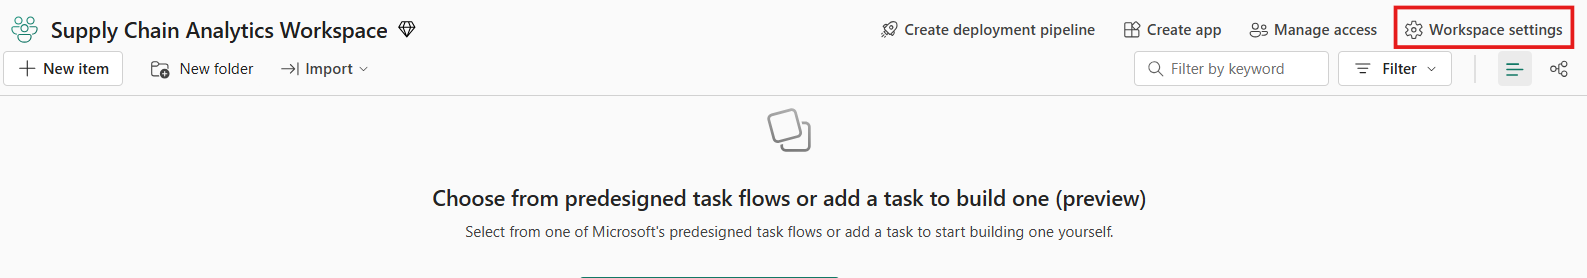 Supply Chain Analytics Workspace
Create deployment pipeline
Create app
Manage access
Workspace settings
New item
New folder
Import
Filter by keyword
Filter
Choose from predesigned task flows or add a task to build one (preview)
Select from one of Microsoft's predesigned task flows or add a task to start building one yourself.